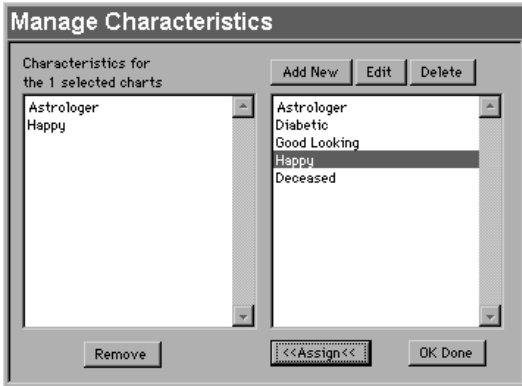 Manage Characteristics
Characteristics for
the 1 selected charts
Add New Edit Delete
Astrologer
Happy
Astrologer
Diabetic
Good Looking
Happy
Deceased
Remove
<<Assign<<
OK Done